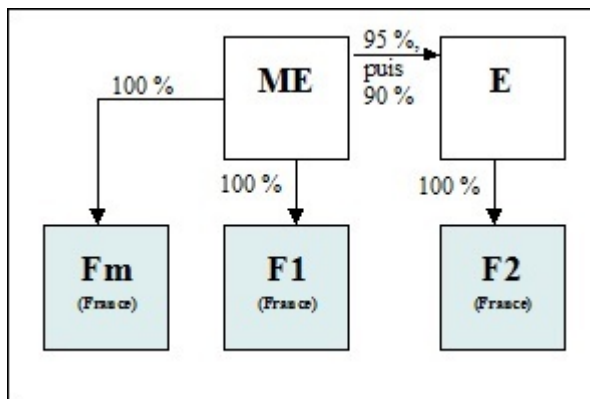 95 %,
puis
90 %
ME
E
100 %
100 %
100 %
Fm
(France)
F1
(France)
F2
(France)